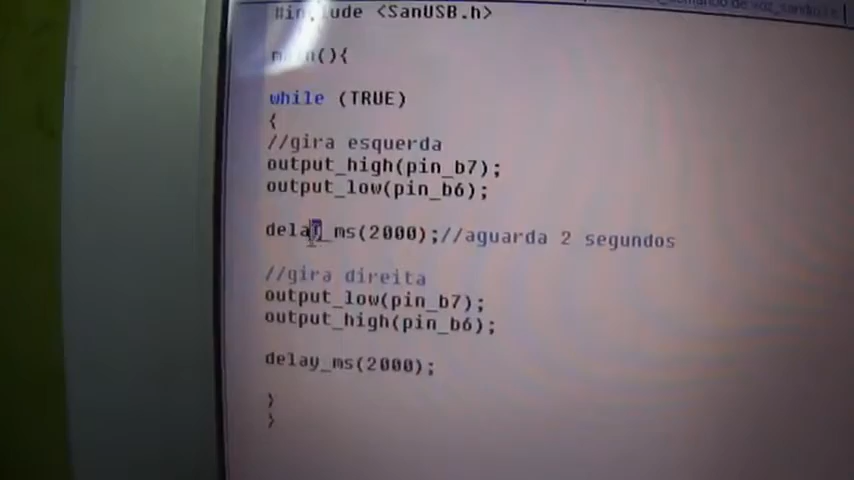 #include <SanUSB.h>
main(){
while (TRUE)
{
//gira esquerda
output_high(pin_b7);
output_low(pin_b6);
delay_ms(2000);//aguarda 2 segundos
//gira direita
output_low(pin_b7);
output_high(pin_b6);
delay_ms(2000);
}
}